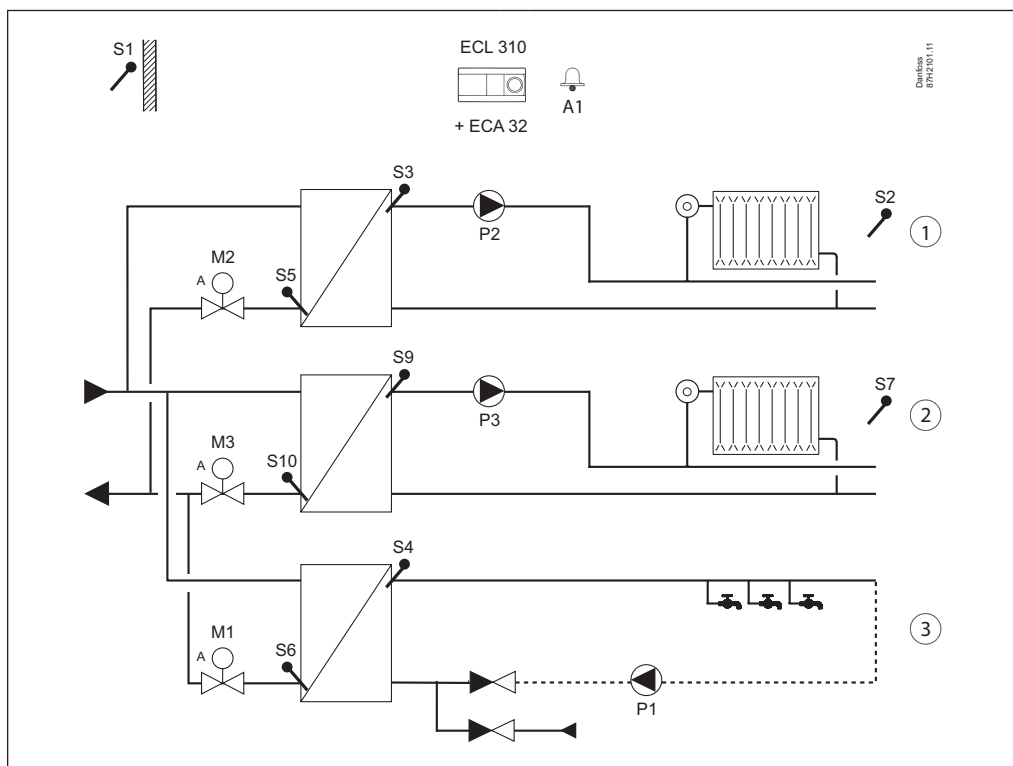 S1
ECL 310
+ ECA 32
A1
Danfoss
87H2101.11
S3
P2
S2
1
M2
A
S5
S9
P3
S7
2
M3
A
S10
S4
3
M1
A
S6
P1